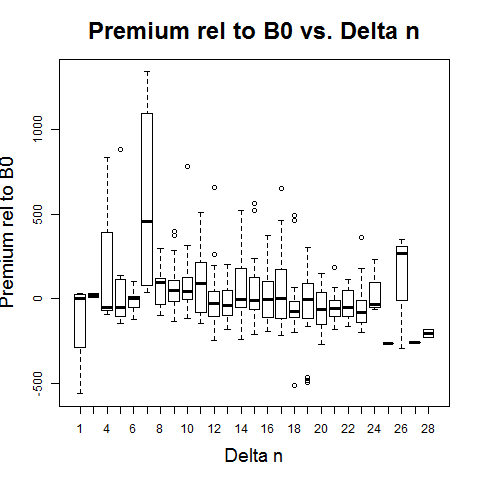 Premium rel to B0 vs. Delta n
Premium rel to B0
1000
500
0
-500
1 4 6 8 10 12 14 16 18 20 22 24 26 28
Delta n